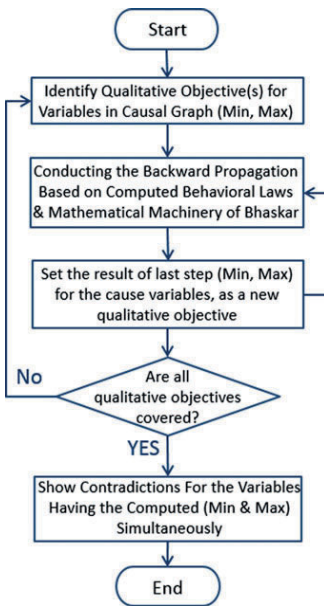 Start
Identify Qualitative Objective(s) for
Variables in Causal Graph (Min, Max)
Conducting the Backward Propagation
Based on Computed Behavioral Laws
& Mathematical Machinery of Bhaskar
Set the result of last step (Min, Max)
for the cause variables, as a new
qualitative objective
No
Are all
qualitative objectives
covered?
YES
Show Contradictions For the Variables
Having the Computed (Min & Max)
Simultaneously
End